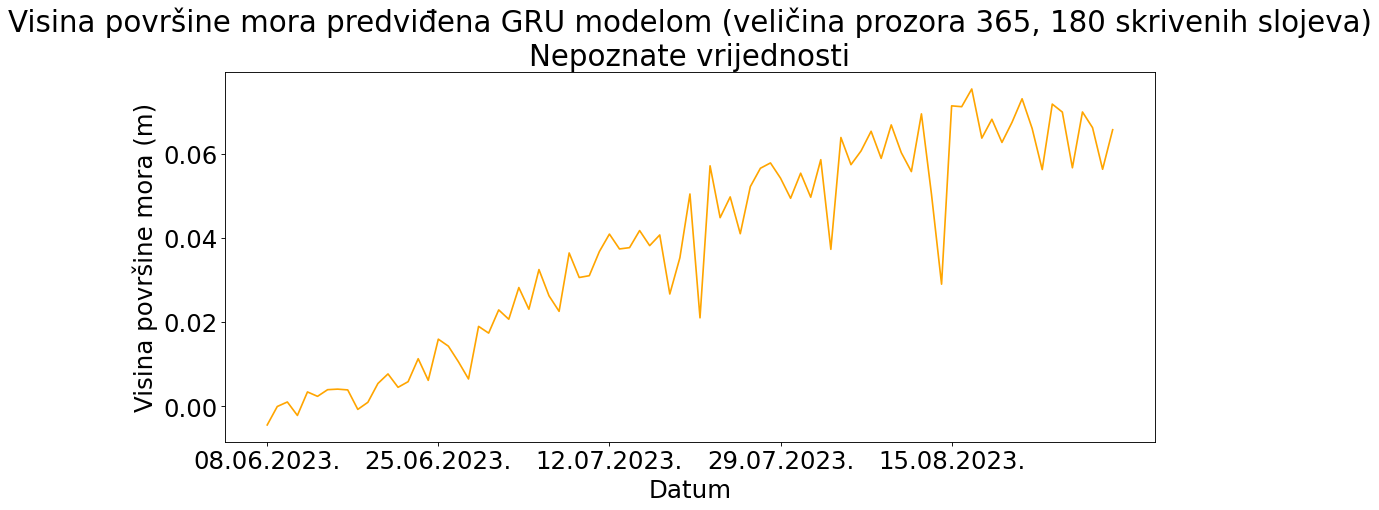 Visina površine mora predviđena GRU modelom (veličina prozora 365, 180 skrivenih slojeva)
Nepoznate vrijednosti
Visina površine mora (m)
0.06
0.04
0.02
0.00
08.06.2023. 25.06.2023. 12.07.2023. 29.07.2023. 15.08.2023.
Datum